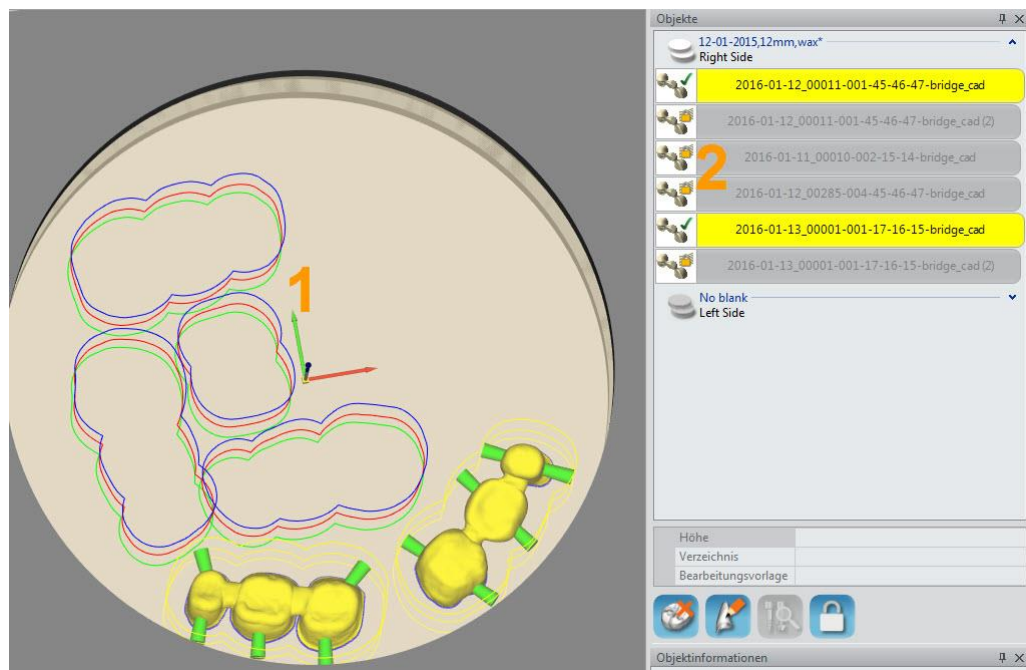 Objekte
12-01-2015,12mm,wax*
Right Side
2016-01-12_00011-001-45-46-47-bridge_cad
2016-01-12_00011-001-45-46-47-bridge_cad (2)
2016-01-11_00010-002-15-14-bridge_cad
2
2016-01-12_00285-004-45-46-47-bridge_cad
2016-01-13_00001-001-17-16-15-bridge_cad
2016-01-13_00001-001-17-16-15-bridge_cad (2)
1
No blank
Left Side
Höhe
Verzeichnis
Bearbeitungsvorlage
Objektinformationen